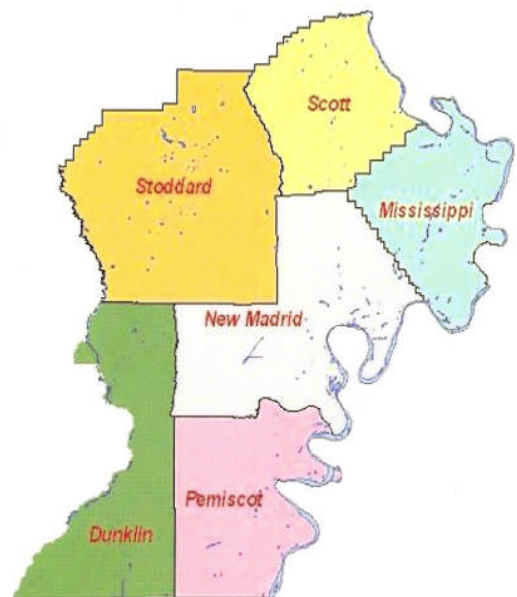 Scott
Stoddard
Mississippi
New Madrid
Pemiscot
Dunklin